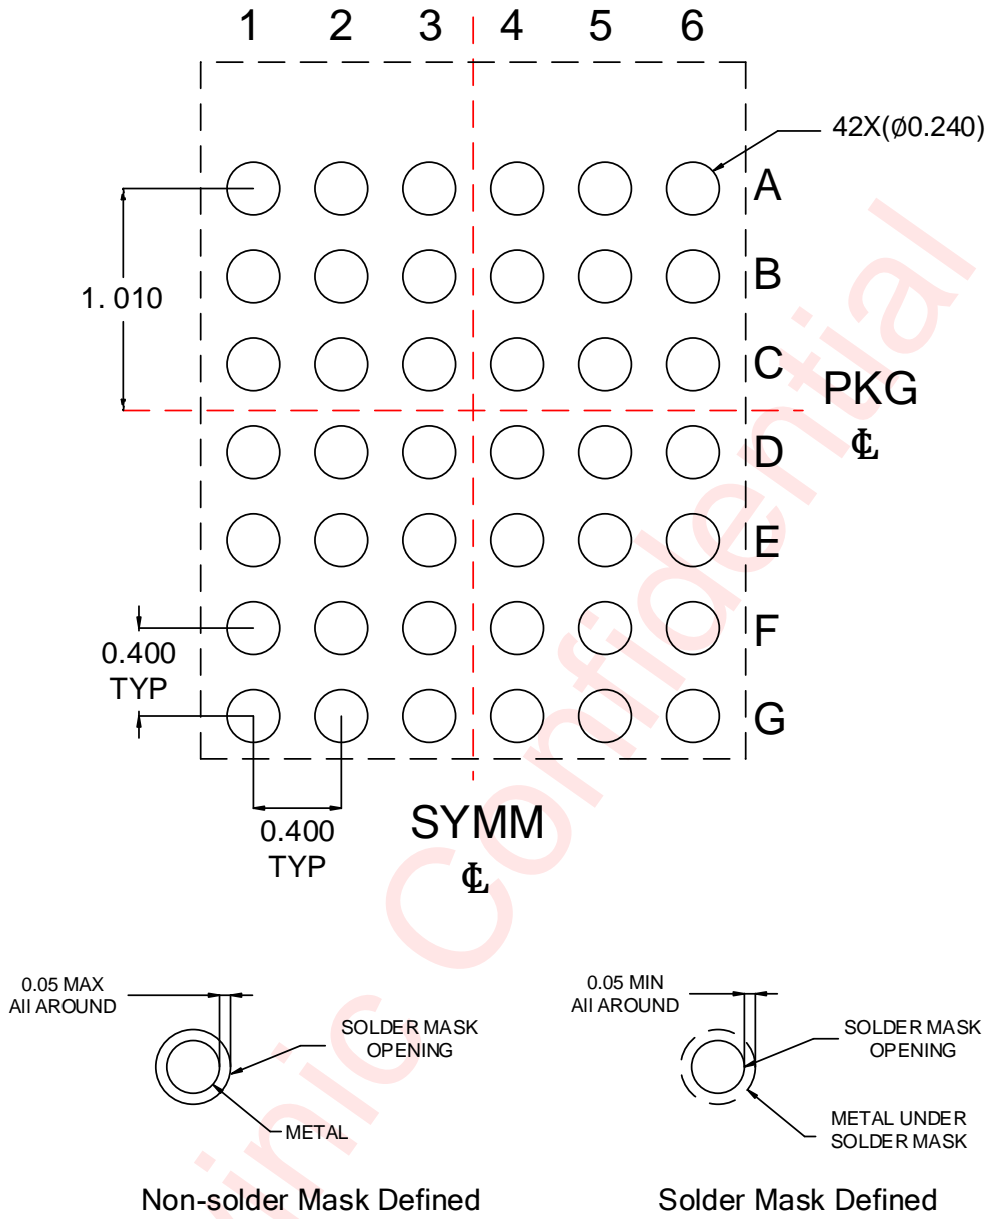 1 2 3 4 5 6
42X(Ø0.240)
A
B
1. 010
C
PKG
℄
D
E
F
0.400
TYP
G
0.400
TYP
SYMM
℄
0.05 MAX
All AROUND
SOLDER MASK
OPENING
METAL
Non-solder Mask Defined
0.05 MIN
All AROUND
SOLDER MASK
OPENING
METAL UNDER
SOLDER MASK
Solder Mask Defined
inic Confidential